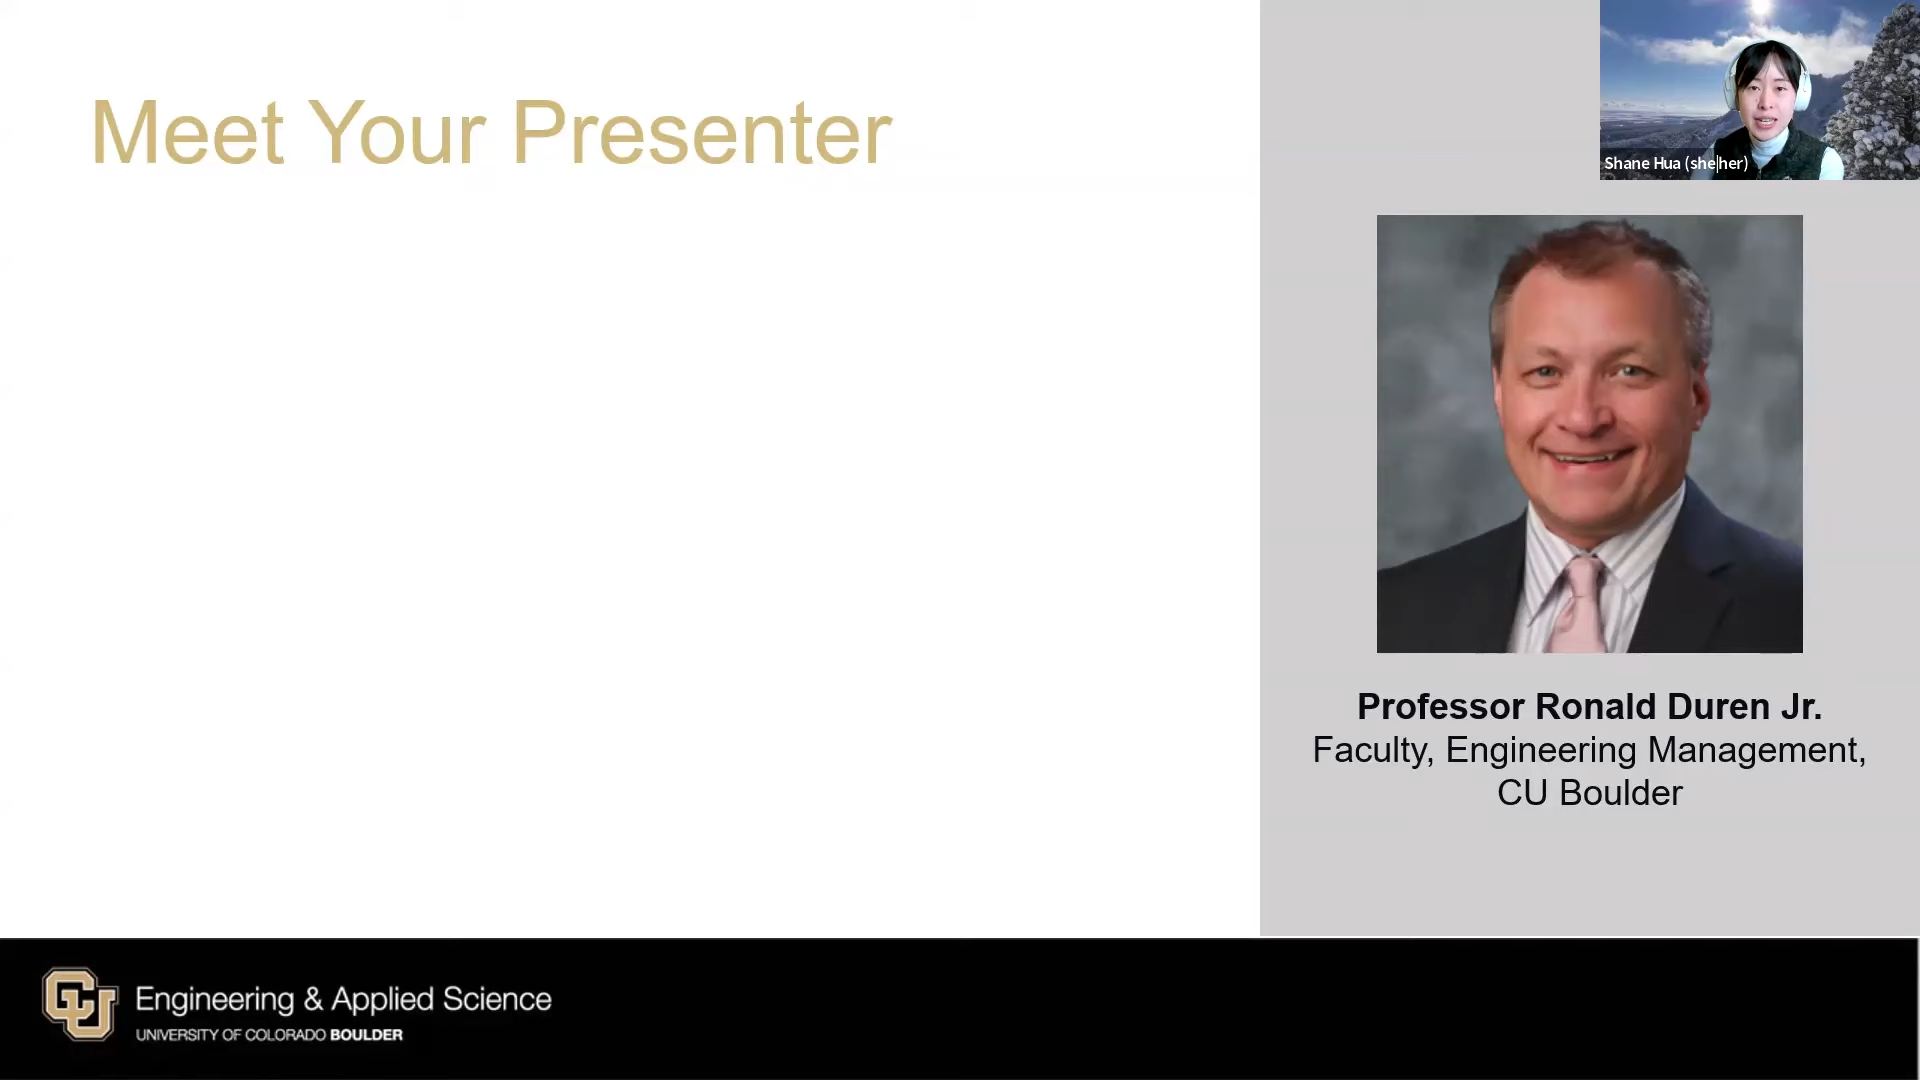 Meet Your Presenter
Shane Hua (she|her)
Professor Ronald Duren Jr.
Faculty, Engineering Management,
CU Boulder
CU
Engineering & Applied Science
UNIVERSITY OF COLORADO BOULDER